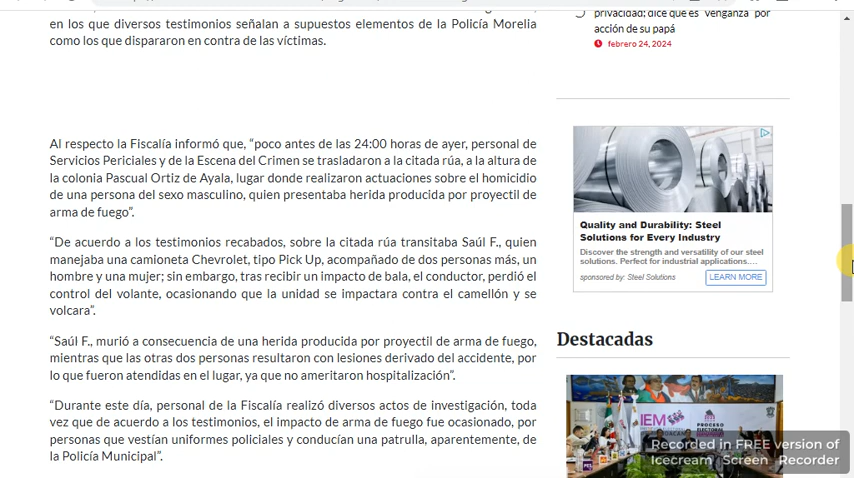 en los que diversos testimonios señalan a supuestos elementos de la Policía Morelia
como los que dispararon en contra de las víctimas.
Al respecto la Fiscalía informó que, “poco antes de las 24:00 horas de ayer, personal de
Servicios Periciales y de la Escena del Crimen se trasladaron a la citada rúa, a la altura de
la colonia Pascual Ortiz de Ayala, lugar donde realizaron actuaciones sobre el homicidio
de una persona del sexo masculino, quien presentaba herida producida por proyectil de
arma de fuego”.
“De acuerdo a los testimonios recabados, sobre la citada rúa transitaba Saúl F., quien
manejaba una camioneta Chevrolet, tipo Pick Up, acompañado de dos personas más, un
hombre y una mujer; sin embargo, tras recibir un impacto de bala, el conductor, perdió el
control del volante, ocasionando que la unidad se impactara contra el camellón y se
volcara”.
“Saúl F., murió a consecuencia de una herida producida por proyectil de arma de fuego,
mientras que las otras dos personas resultaron con lesiones derivado del accidente, por
lo que fueron atendidas en el lugar, ya que no ameritaron hospitalización”.
“Durante este día, personal de la Fiscalía realizó diversos actos de investigación, toda
vez que de acuerdo a los testimonios, el impacto de arma de fuego fue ocasionado, por
personas que vestían uniformes policiales y conducían una patrulla, aparentemente, de
la Policía Municipal”.
privacidad; dice que es “venganza” por
acción de su papá
febrero 24, 2024
Quality and Durability: Steel
Solutions for Every Industry
Discover the strength and versatility of our steel
solutions. Perfect for industrial applications....
sponsored by: Steel Solutions
LEARN MORE
Destacadas
IEM
PROCESO
ELECTORAL
Recorded in FREE version of
Icecream Screen Recorder